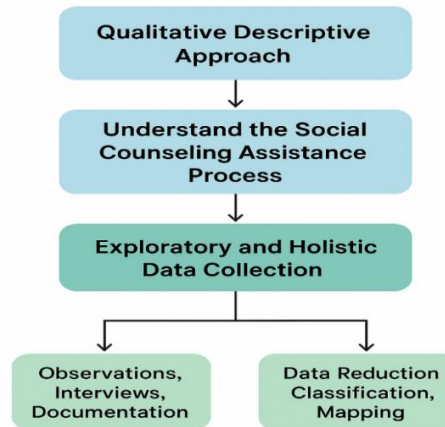 Qualitative Descriptive
Approach
Understand the Social
Counseling Assistance
Process
Exploratory and Holistic
Data Collection
Observations,
Interviews,
Documentation
Data Reduction
Classification,
Mapping